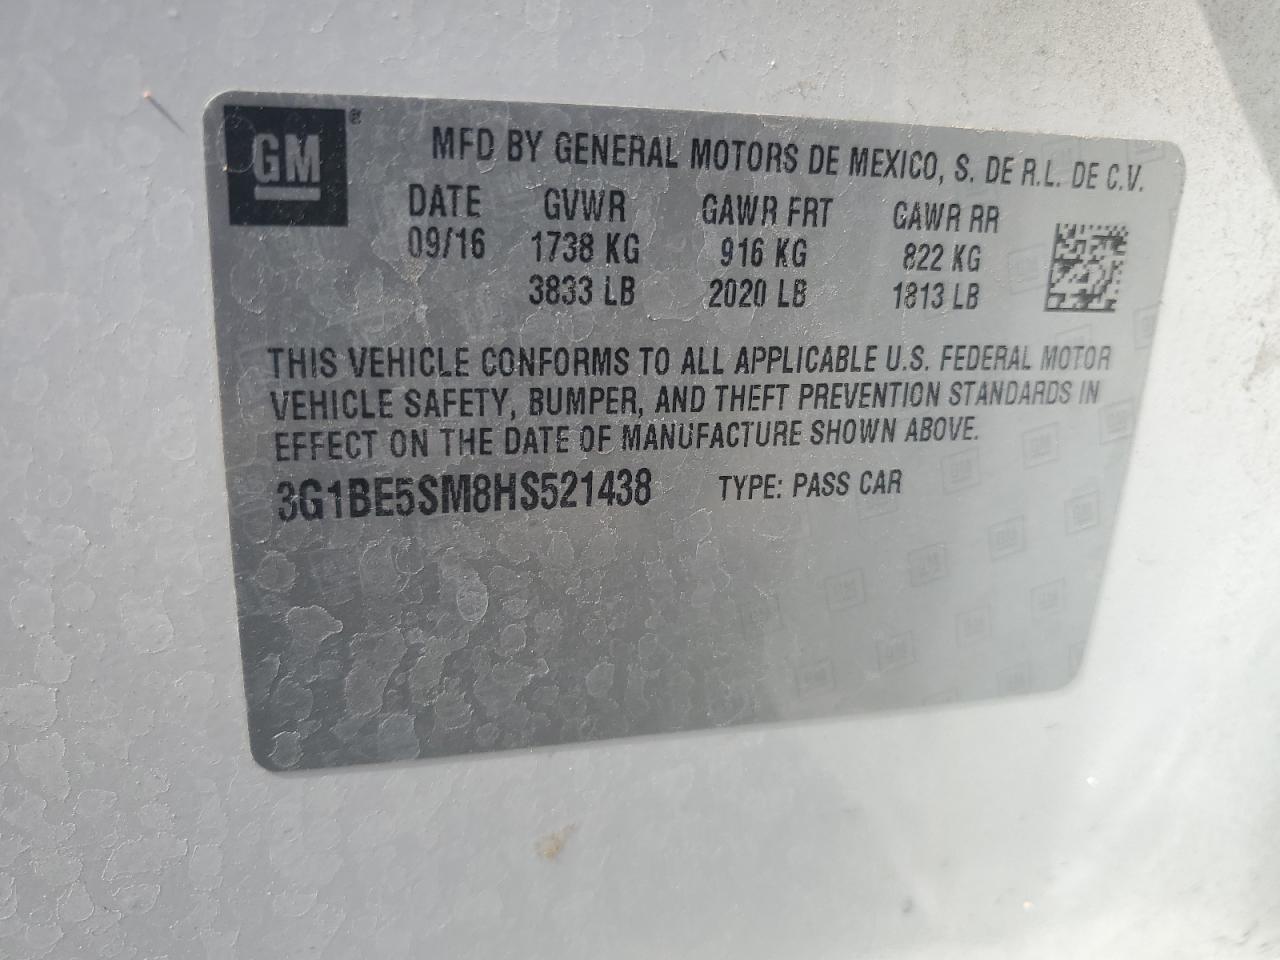 GM®
MFD BY GENERAL MOTORS DE MEXICO, S. DE R.L. DE C.V.
DATE GVWR GAWR FRT GAWR RR
09/16 1738 KG 916 KG 822 KG
3833 LB 2020 LB 1813 LB
THIS VEHICLE CONFORMS TO ALL APPLICABLE U.S. FEDERAL MOTOR
VEHICLE SAFETY, BUMPER, AND THEFT PREVENTION STANDARDS IN
EFFECT ON THE DATE OF MANUFACTURE SHOWN ABOVE.
3G1BE5SM8HS521438 TYPE: PASS CAR